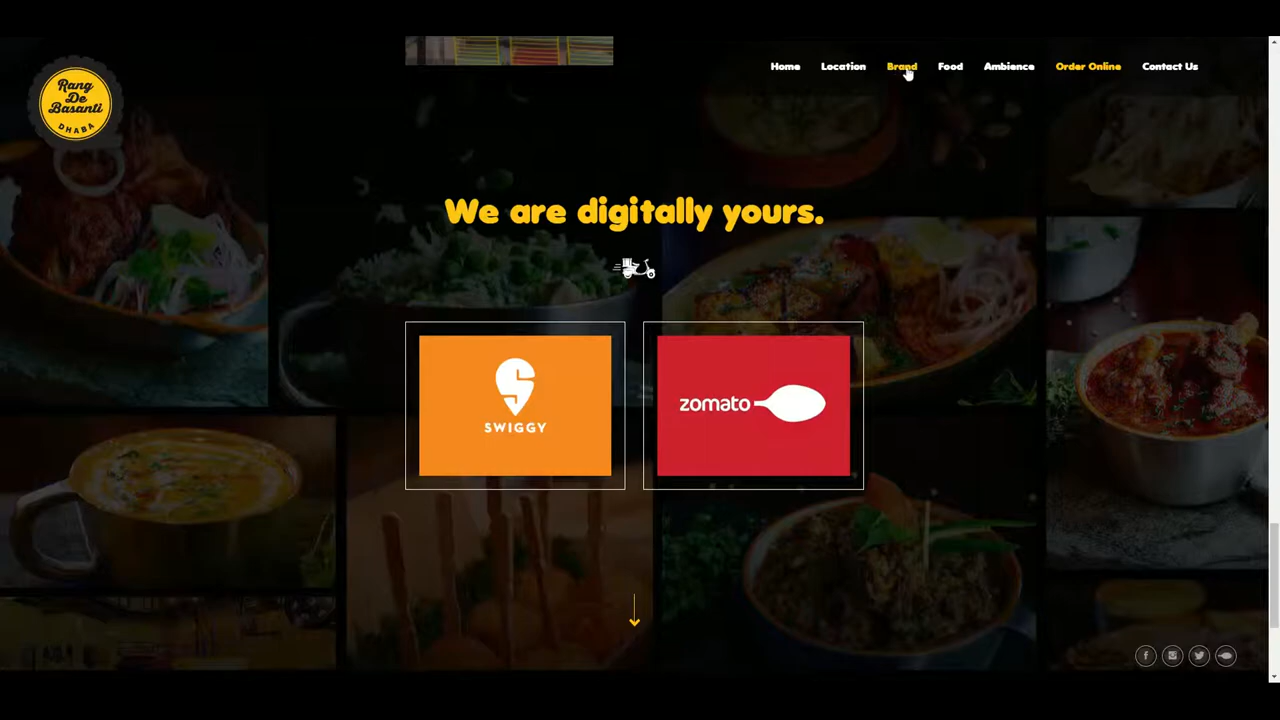 Rang
De
Basanti
DHABA
Home Location Brand Food Ambience Order Online Contact Us
We are digitally yours.
SWIGGY
zomato